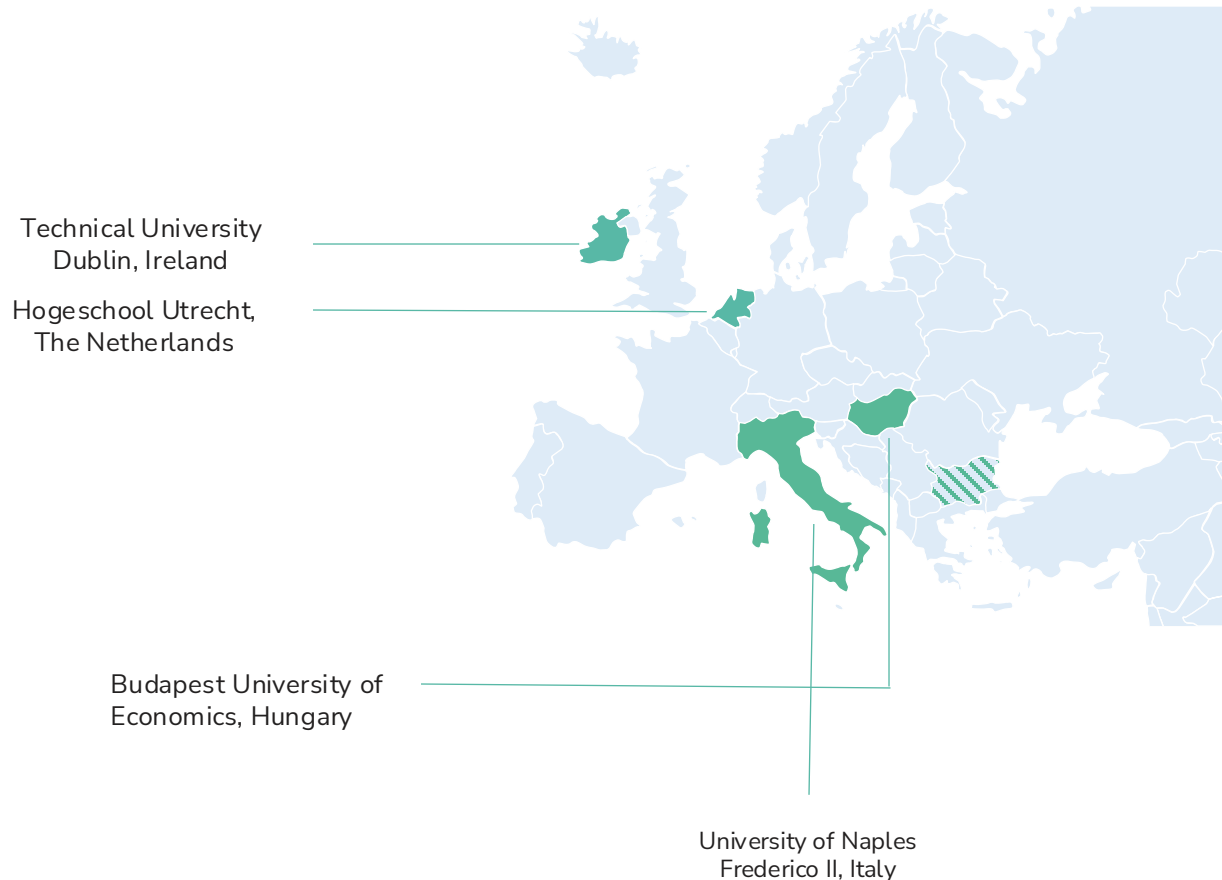 Technical University
Dublin, Ireland
Hogeschool Utrecht,
The Netherlands
Budapest University of
Economics, Hungary
University of Naples
Frederico II, Italy